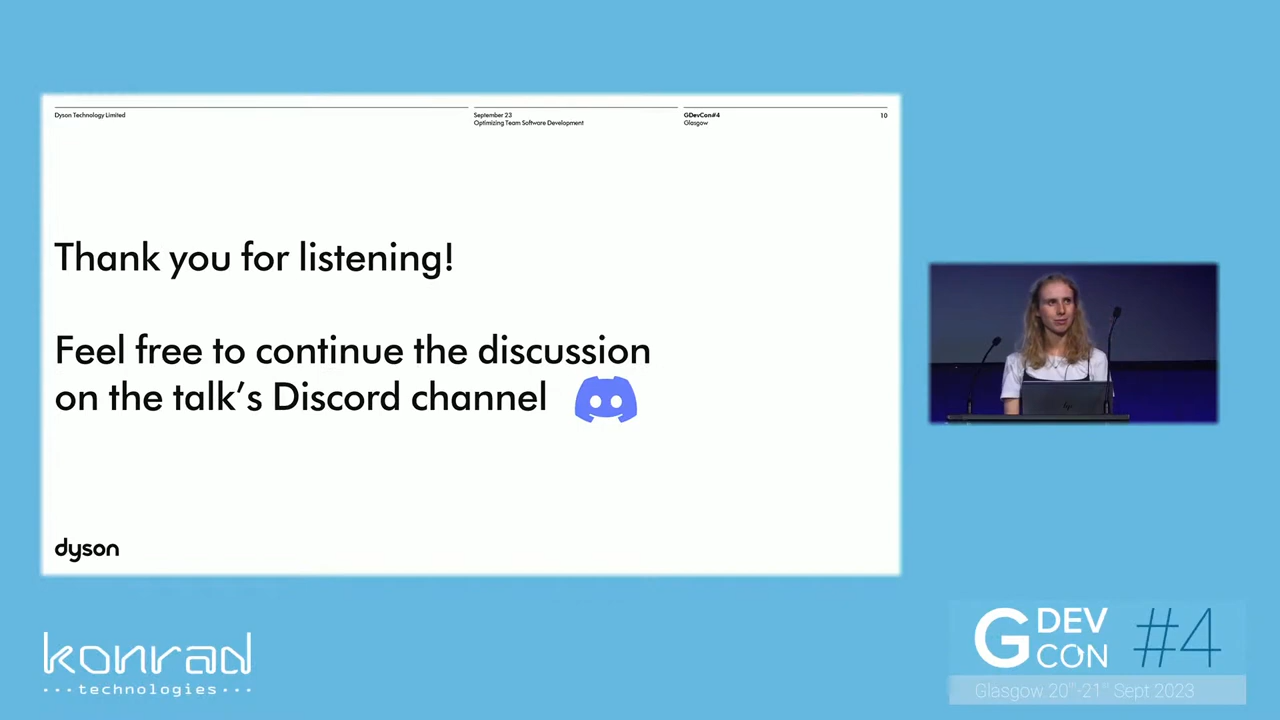 Dyson Technology Limited
September 23
Optimizing Team Software Development
GDevCon#4
Glasgow
10
Thank you for listening!
Feel free to continue the discussion
on the talk's Discord channel
dyson
hp
konrad
technologies
G DEV CON #4
Glasgow 20th-21st Sept 2023